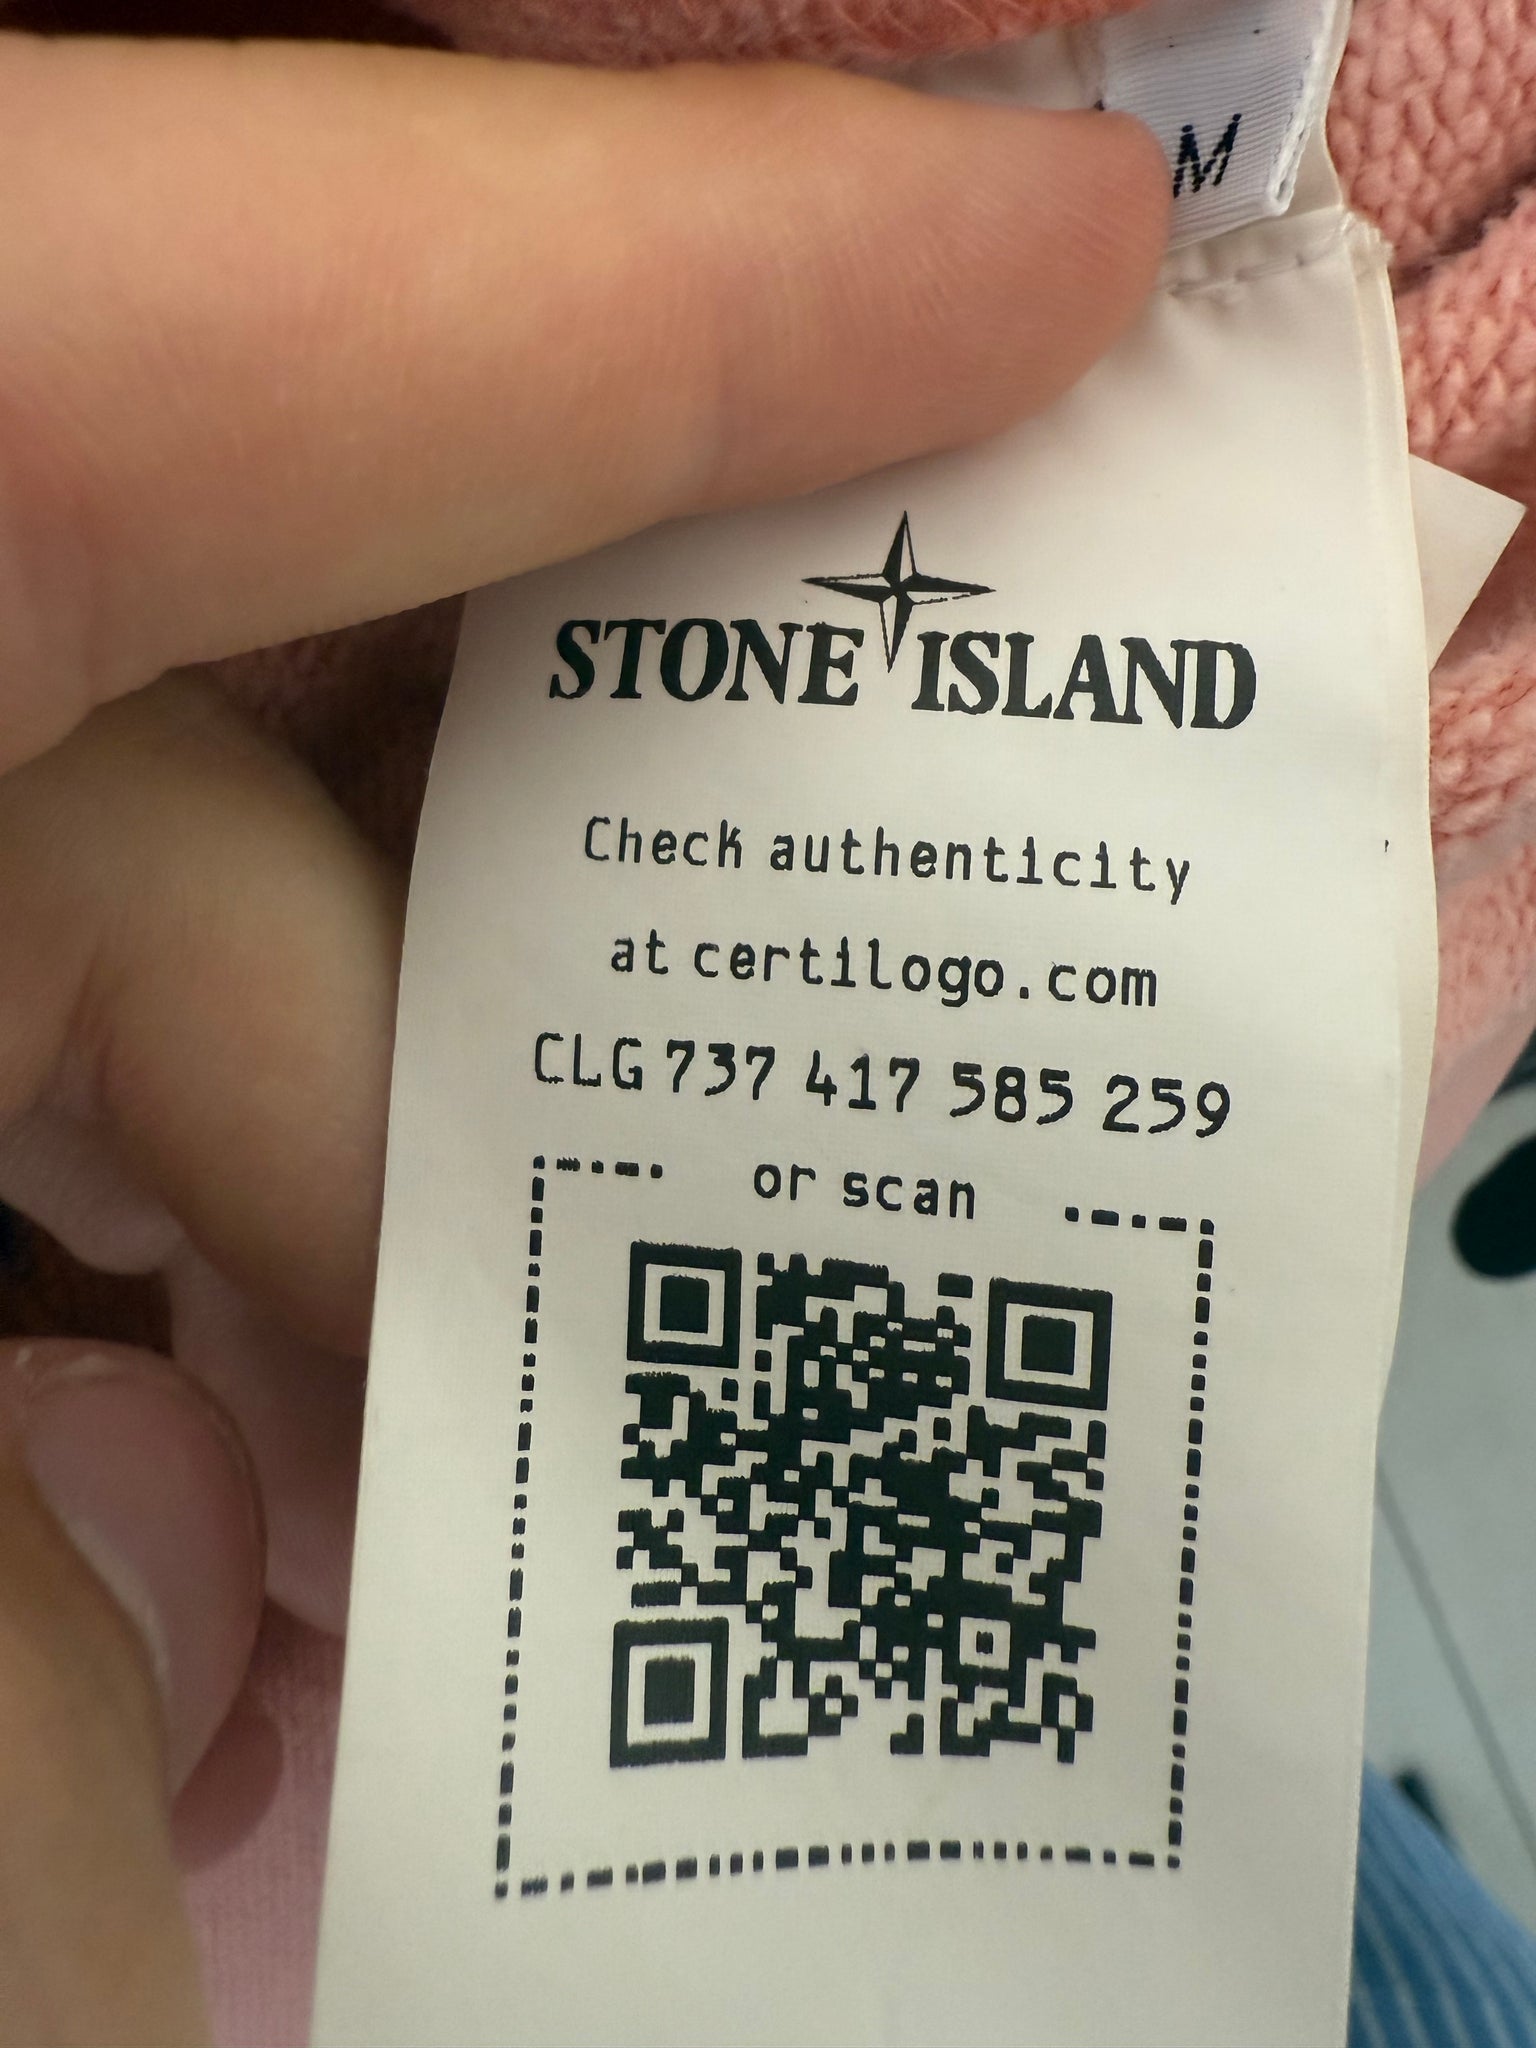 M
STONE ISLAND
Check authenticity
at certilogo.com
CLG 737 417 585 259
or scan